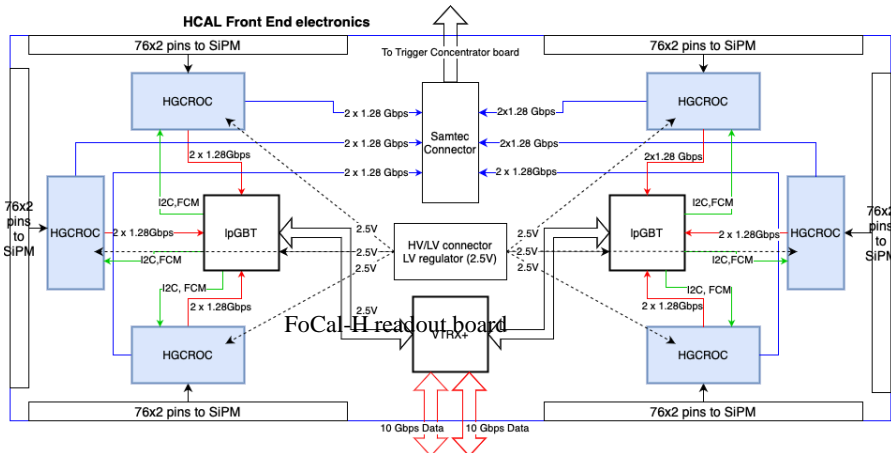 HCAL Front End electronics
76x2 pins to SiPM
76x2 pins to SiPM
To Trigger Concentrator board
HGCROC
HGCROC
2 x 1.28 Gbps
2x1.28 Gbps
Samtec
Connector
2 x 1.28 Gbps
2x1.28 Gbps
2 x 1.28Gbps
2x1.28 Gbps
2 x 1.28 Gbps
2 x 1.28Gbps
76x2
pins
to
SiPM
HGCROC
I2C,FCM
2 x 1.28Gbps
I2C,FCM
lpGBT
2.5V
2.5V
2.5V
HV/LV connector
LV regulator (2.5V)
2.5V
2.5V
2.5V
lpGBT
I2C,FCM
2 x 1.28Gbps
I2C,FCM
HGCROC
76x2
pins
to
SiPM
I2C, FCM
2 x 1.28Gbps
I2C,FCM
2 x 1.28Gbps
2.5V
FoCal-H readout board
VTRX+
HGCROC
HGCROC
76x2 pins to SiPM
76x2 pins to SiPM
10 Gbps Data
10 Gbps Data